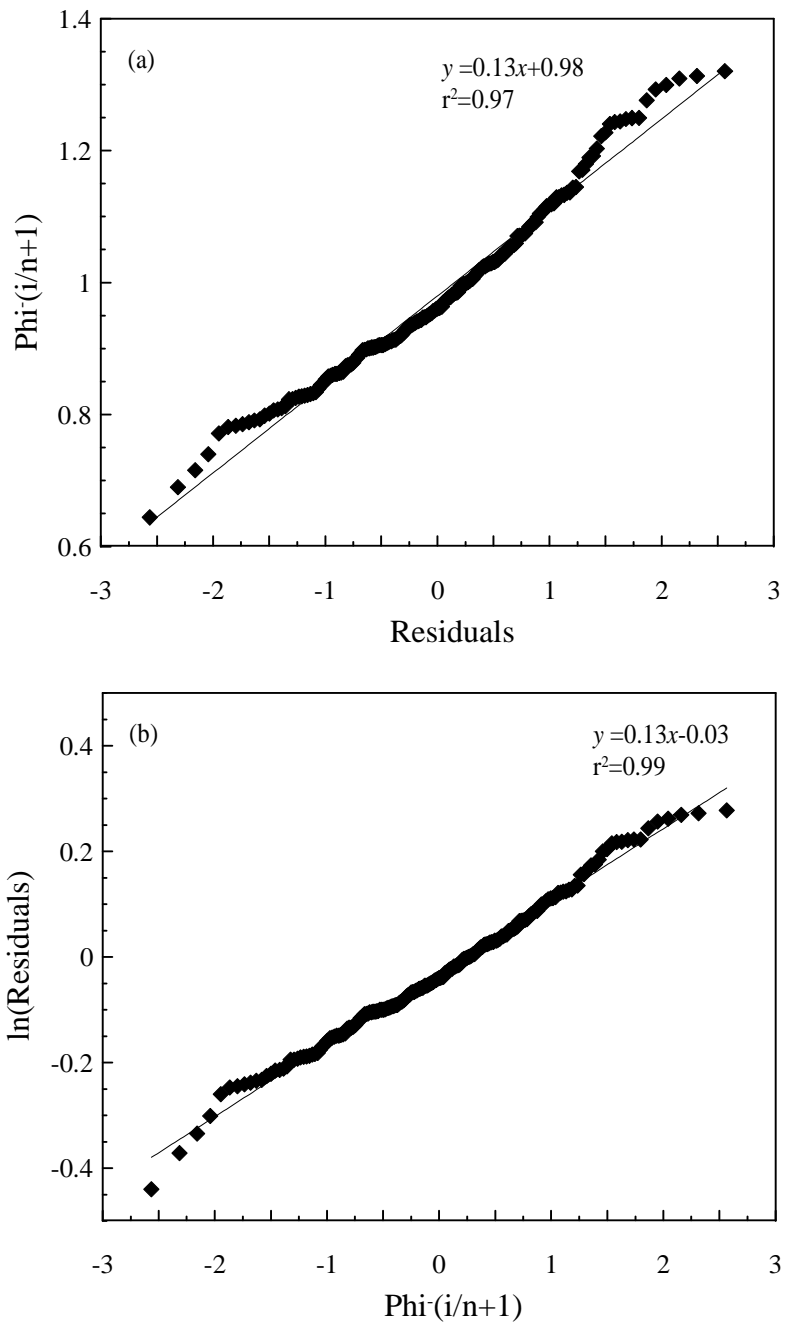 (a)
y =0.13x+0.98
r²=0.97
1.4
1.2
1
0.8
0.6
Phi⁻(i/n+1)
-3 -2 -1 0 1 2 3
Residuals
(b)
y =0.13x-0.03
r²=0.99
0.4
0.2
0
-0.2
-0.4
ln(Residuals)
-3 -2 -1 0 1 2 3
Phi⁻(i/n+1)